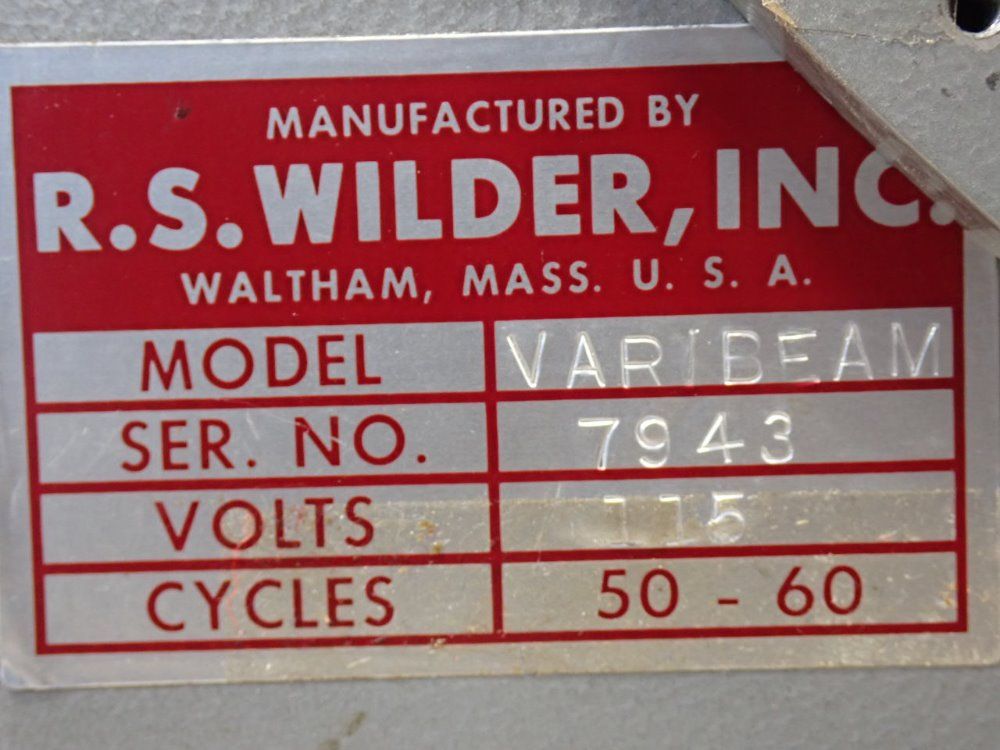 MANUFACTURED BY
R.S. WILDER, INC.
WALTHAM, MASS. U. S. A.
MODEL VARIBEAM
SER. NO. 7943
VOLTS 115
CYCLES 50 - 60